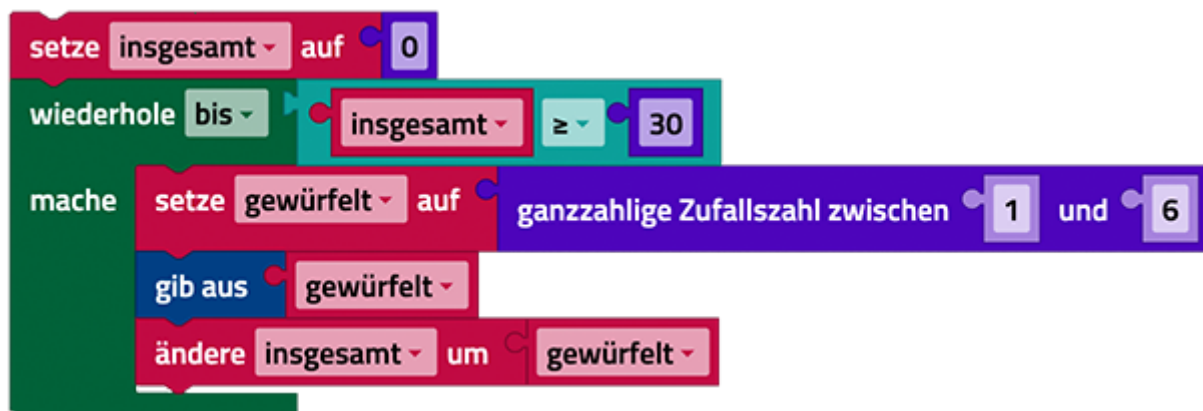 setze insgesamt auf 0
wiederhole bis insgesamt ≥ 30
mache setze gewürfelt auf ganzzahlige Zufallszahl zwischen 1 und 6
gib aus gewürfelt
ändere insgesamt um gewürfelt